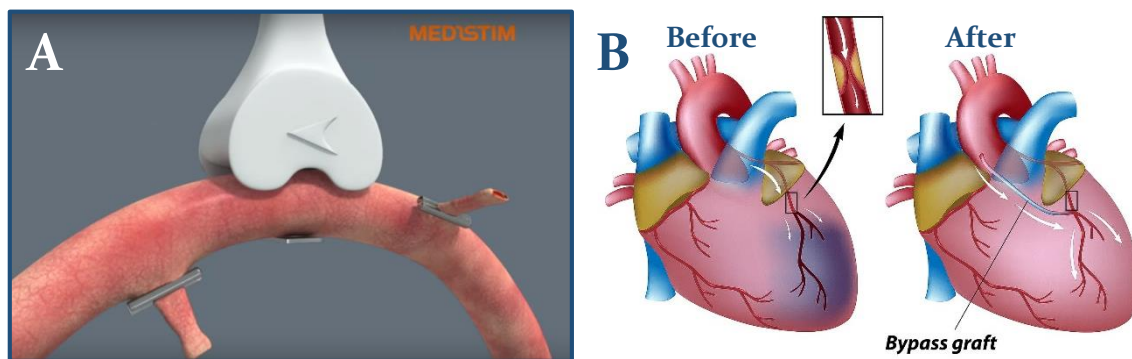 A
MEDISTIM
B
Before
After
Bypass graft